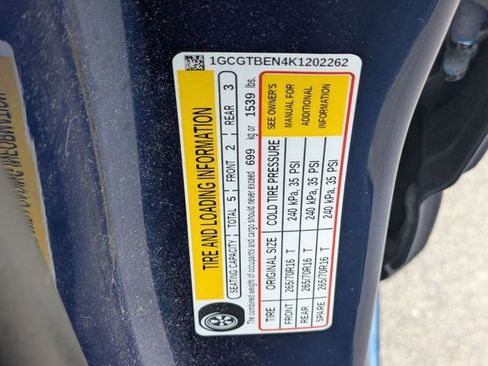 1GCGTBEN4K1202262
TIRE AND LOADING INFORMATION
SEATING CAPACITY TOTAL 5 FRONT 2 REAR 3
The combined weight of occupants and cargo should never exceed 699 kg or 1539 lbs.
TIRE ORIGINAL SIZE COLD TIRE PRESSURE
FRONT 265/70R16 T 240 kPa, 35 PSI
REAR 265/70R16 T 240 kPa, 35 PSI
SPARE 265/70R16 T 240 kPa, 35 PSI
SEE OWNER'S
MANUAL FOR
ADDITIONAL
INFORMATION